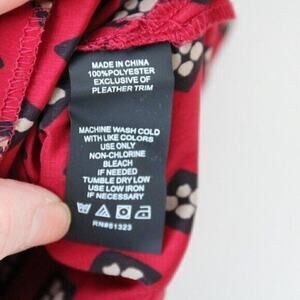 MADE IN CHINA
100%POLYESTER
EXCLUSIVE OF
PLEATHER TRIM
MACHINE WASH COLD
WITH LIKE COLORS
USE ONLY
NON-CHLORINE
BLEACH
IF NEEDED
TUMBLE DRY LOW
USE LOW IRON
IF NECESSARY
RN#61323